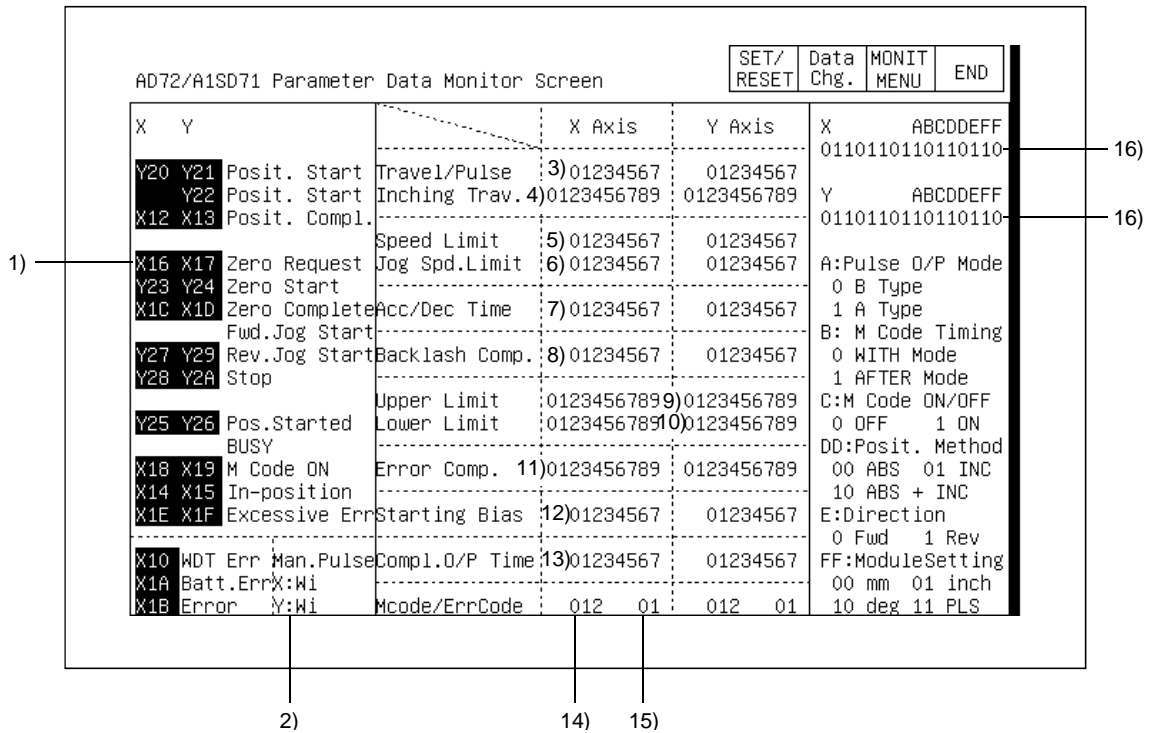 SET/ RESET Data Chg. MONIT MENU END
AD72/A1SD71 Parameter Data Monitor Screen
X Y X Axis Y Axis X ABCDDEFF
0110110110110110 16)
Y20 Y21 Posit. Start Travel/Pulse 3) 01234567 01234567
Y22 Posit. Start Inching Trav. 4) 0123456789 0123456789 Y ABCDDEFF
X12 X13 Posit. Compl. 0110110110110110 16)
Speed Limit 5) 01234567 01234567
1) X16 X17 Zero Request Jog Spd.Limit 6) 01234567 01234567 A:Pulse O/P Mode
Y23 Y24 Zero Start 0 B Type
X1C X1D Zero Complete Acc/Dec Time 7) 01234567 01234567 1 A Type
Fwd.Jog Start B: M Code Timing
Y27 Y29 Rev.Jog Start Backlash Comp. 8) 01234567 01234567 0 WITH Mode
Y28 Y2A Stop 1 AFTER Mode
Upper Limit 0123456789 9) 0123456789 C:M Code ON/OFF
Y25 Y26 Pos.Started Lower Limit 0123456789 10) 0123456789 0 OFF 1 ON
BUSY DD:Posit. Method
X18 X19 M Code ON Error Comp. 11) 0123456789 0123456789 00 ABS 01 INC
X14 X15 In-position 10 ABS + INC
X1E X1F Excessive Err Starting Bias 12) 01234567 01234567 E:Direction
0 Fwd 1 Rev
X10 WDT Err Man.Pulse Compl.O/P Time 13) 01234567 01234567 FF:ModuleSetting
X1A Batt.Err X:Wi 00 mm 01 inch
X1B Error Y:Wi Mcode/ErrCode 012 01 012 01 10 deg 11 PLS
2) 14) 15)